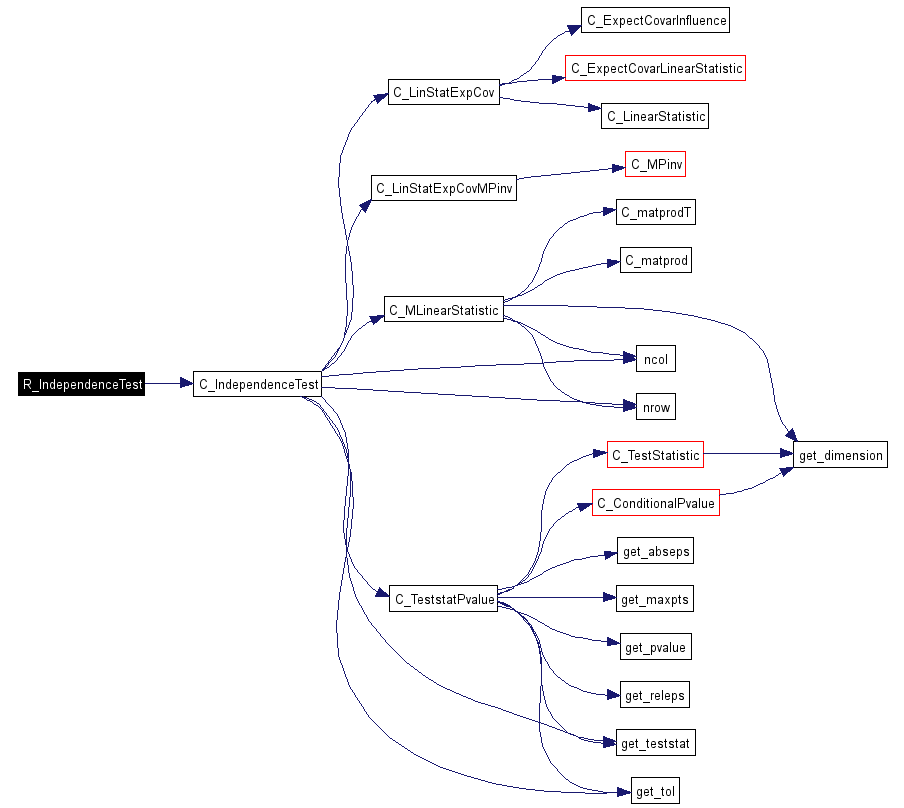 C_ExpectCovarInfluence
C_ExpectCovarLinearStatistic
C_LinStatExpCov
C_LinearStatistic
C_MPinv
C_LinStatExpCovMPinv
C_matprodT
C_matprod
C_MLinearStatistic
ncol
R_IndependenceTest
C_IndependenceTest
nrow
C_TestStatistic
get_dimension
C_ConditionalPvalue
get_abseps
C_TeststatPvalue
get_maxpts
get_pvalue
get_releps
get_teststat
get_tol